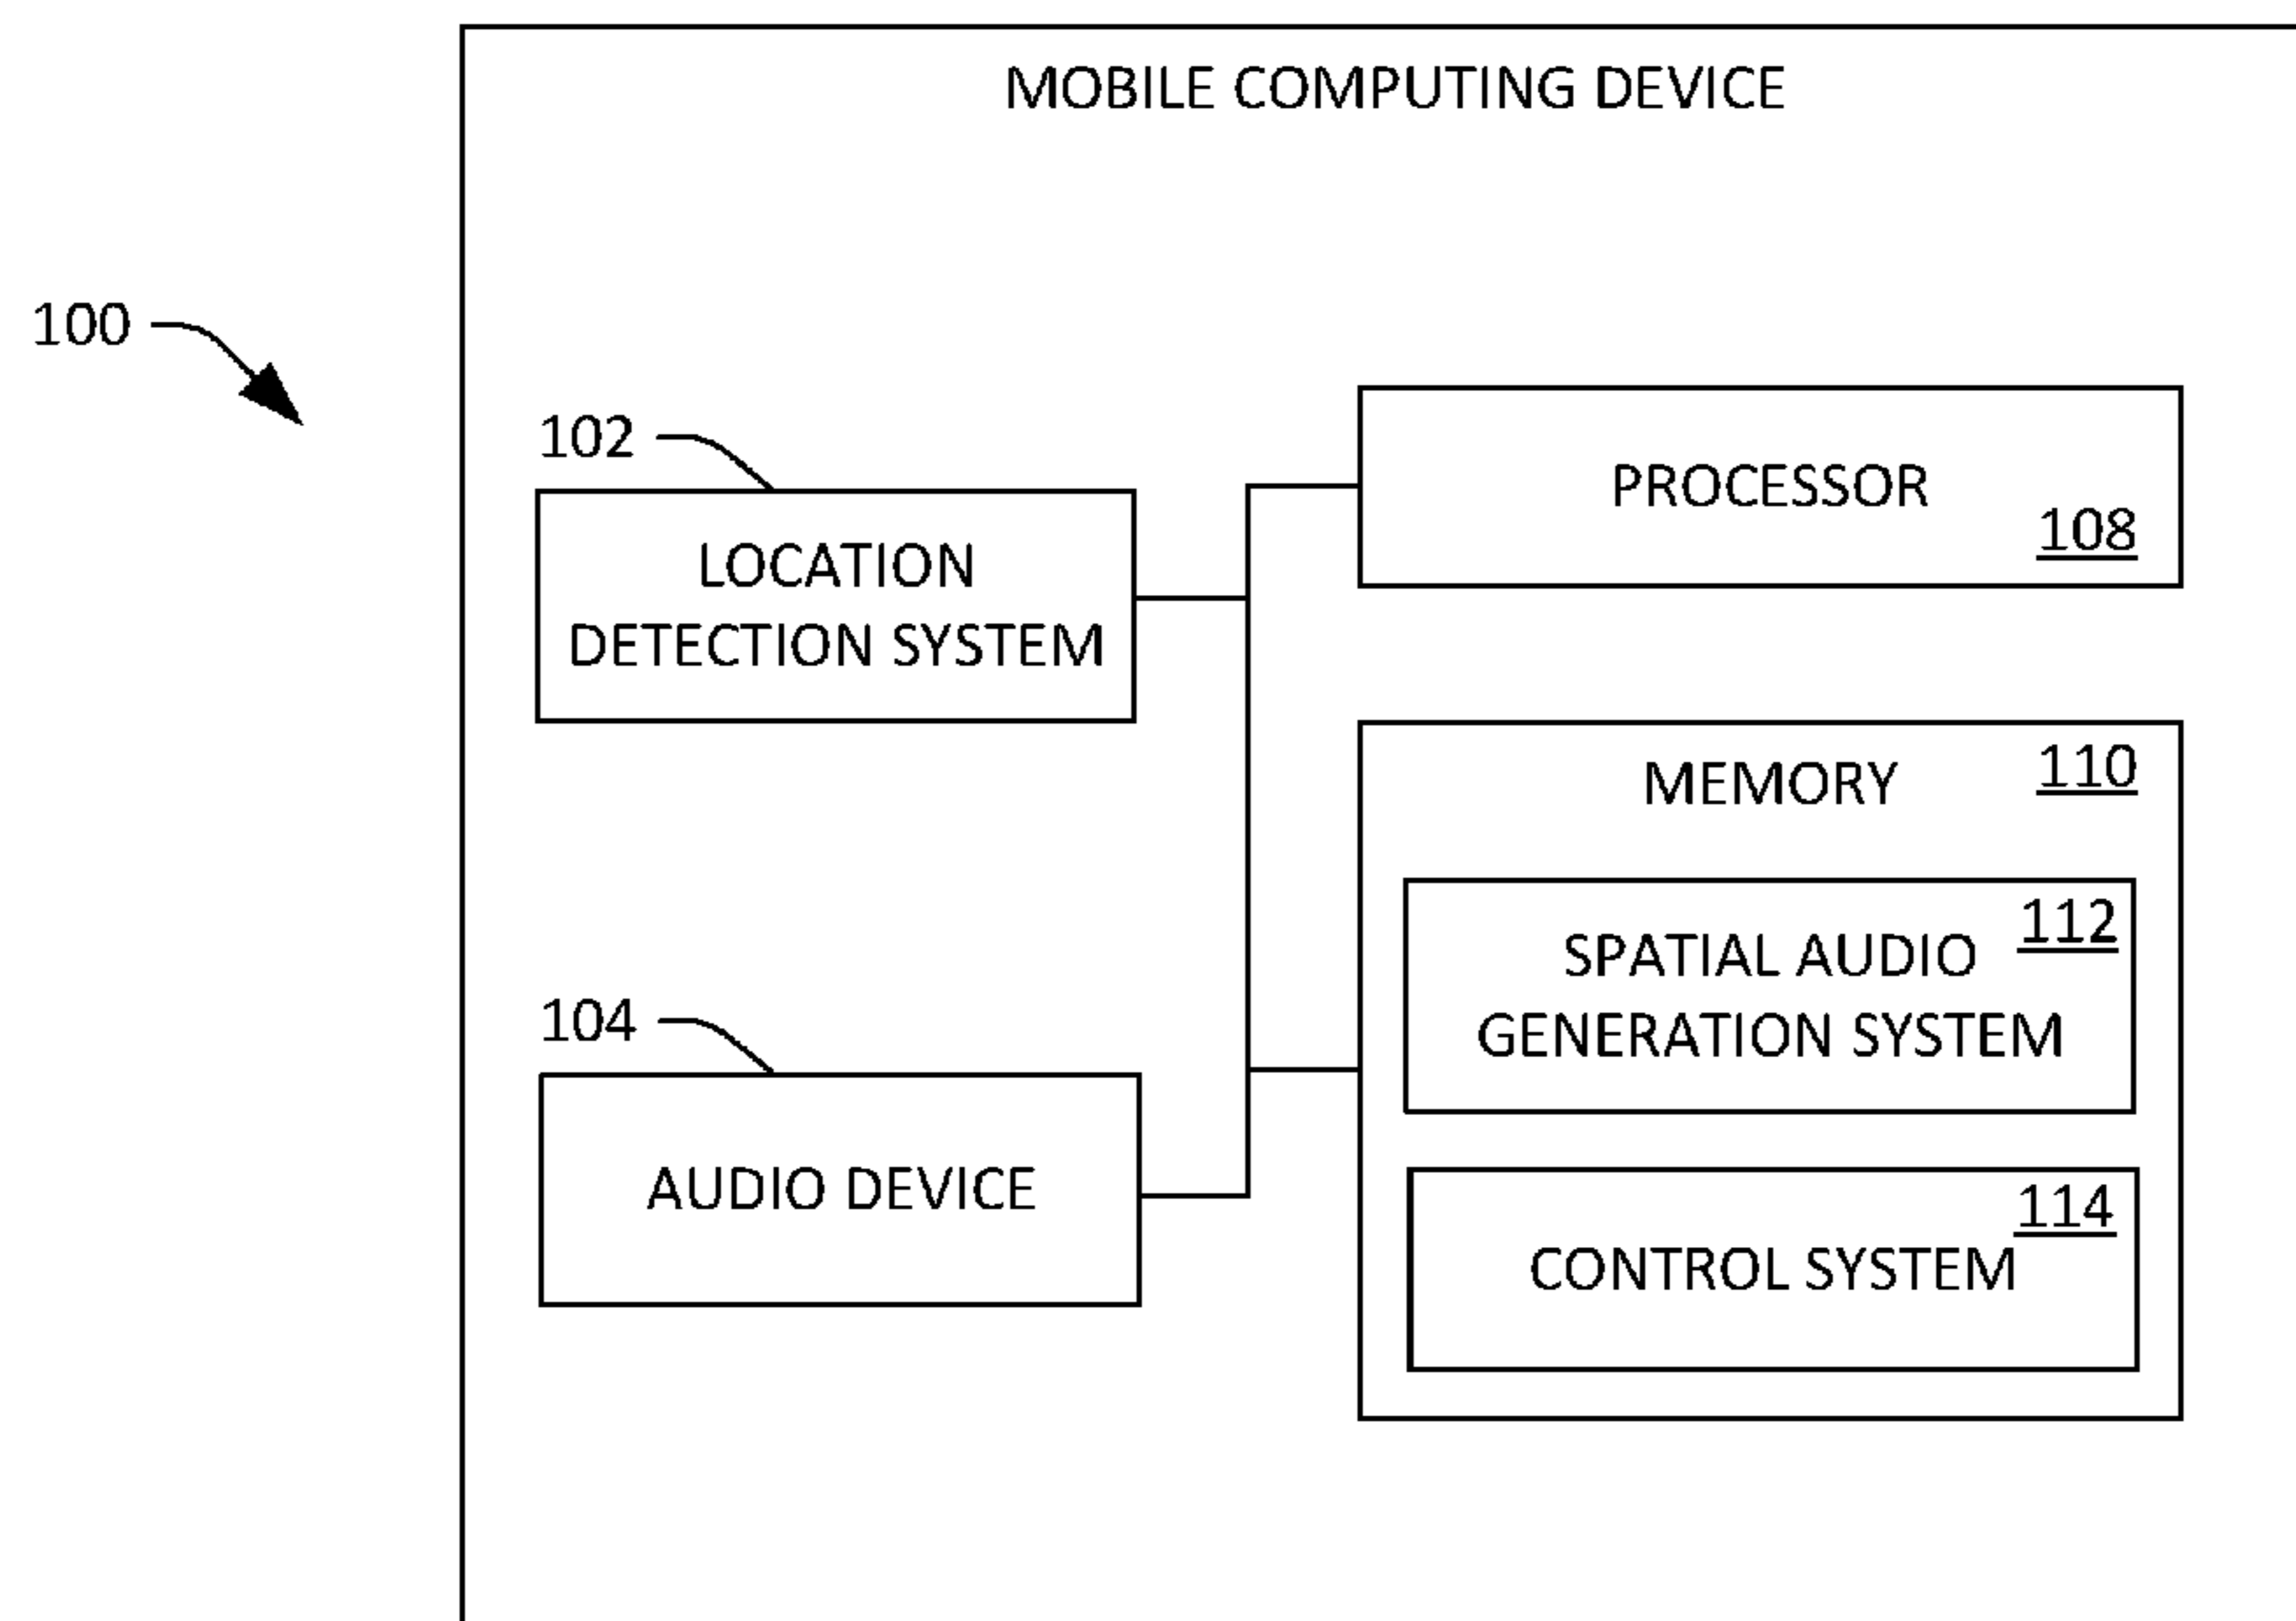 MOBILE COMPUTING DEVICE
100
102
LOCATION
DETECTION SYSTEM
PROCESSOR
108
MEMORY
110
112
SPATIAL AUDIO
GENERATION SYSTEM
104
AUDIO DEVICE
114
CONTROL SYSTEM